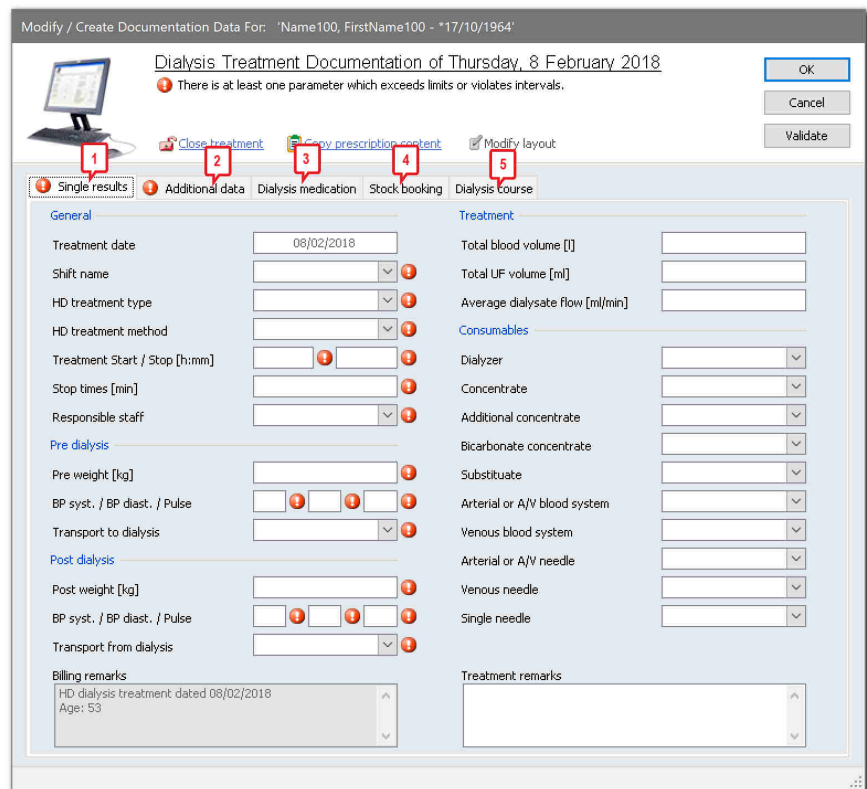 Modify / Create Documentation Data For: 'Name100, FirstName100 - *17/10/1964'
Dialysis Treatment Documentation of Thursday, 8 February 2018
There is at least one parameter which exceeds limits or violates intervals.
OK
Cancel
Validate
Close treatment
Copy prescription content
Modify layout
1
2
3
4
5
Single results
Additional data
Dialysis medication
Stock booking
Dialysis course
General
Treatment date
08/02/2018
Shift name
HD treatment type
HD treatment method
Treatment Start / Stop [h:mm]
Stop times [min]
Responsible staff
Pre dialysis
Pre weight [kg]
BP syst. / BP diast. / Pulse
Transport to dialysis
Post dialysis
Post weight [kg]
BP syst. / BP diast. / Pulse
Transport from dialysis
Billing remarks
HD dialysis treatment dated 08/02/2018
Age: 53
Treatment
Total blood volume [l]
Total UF volume [ml]
Average dialysate flow [ml/min]
Consumables
Dialyzer
Concentrate
Additional concentrate
Bicarbonate concentrate
Substituate
Arterial or A/V blood system
Venous blood system
Arterial or A/V needle
Venous needle
Single needle
Treatment remarks